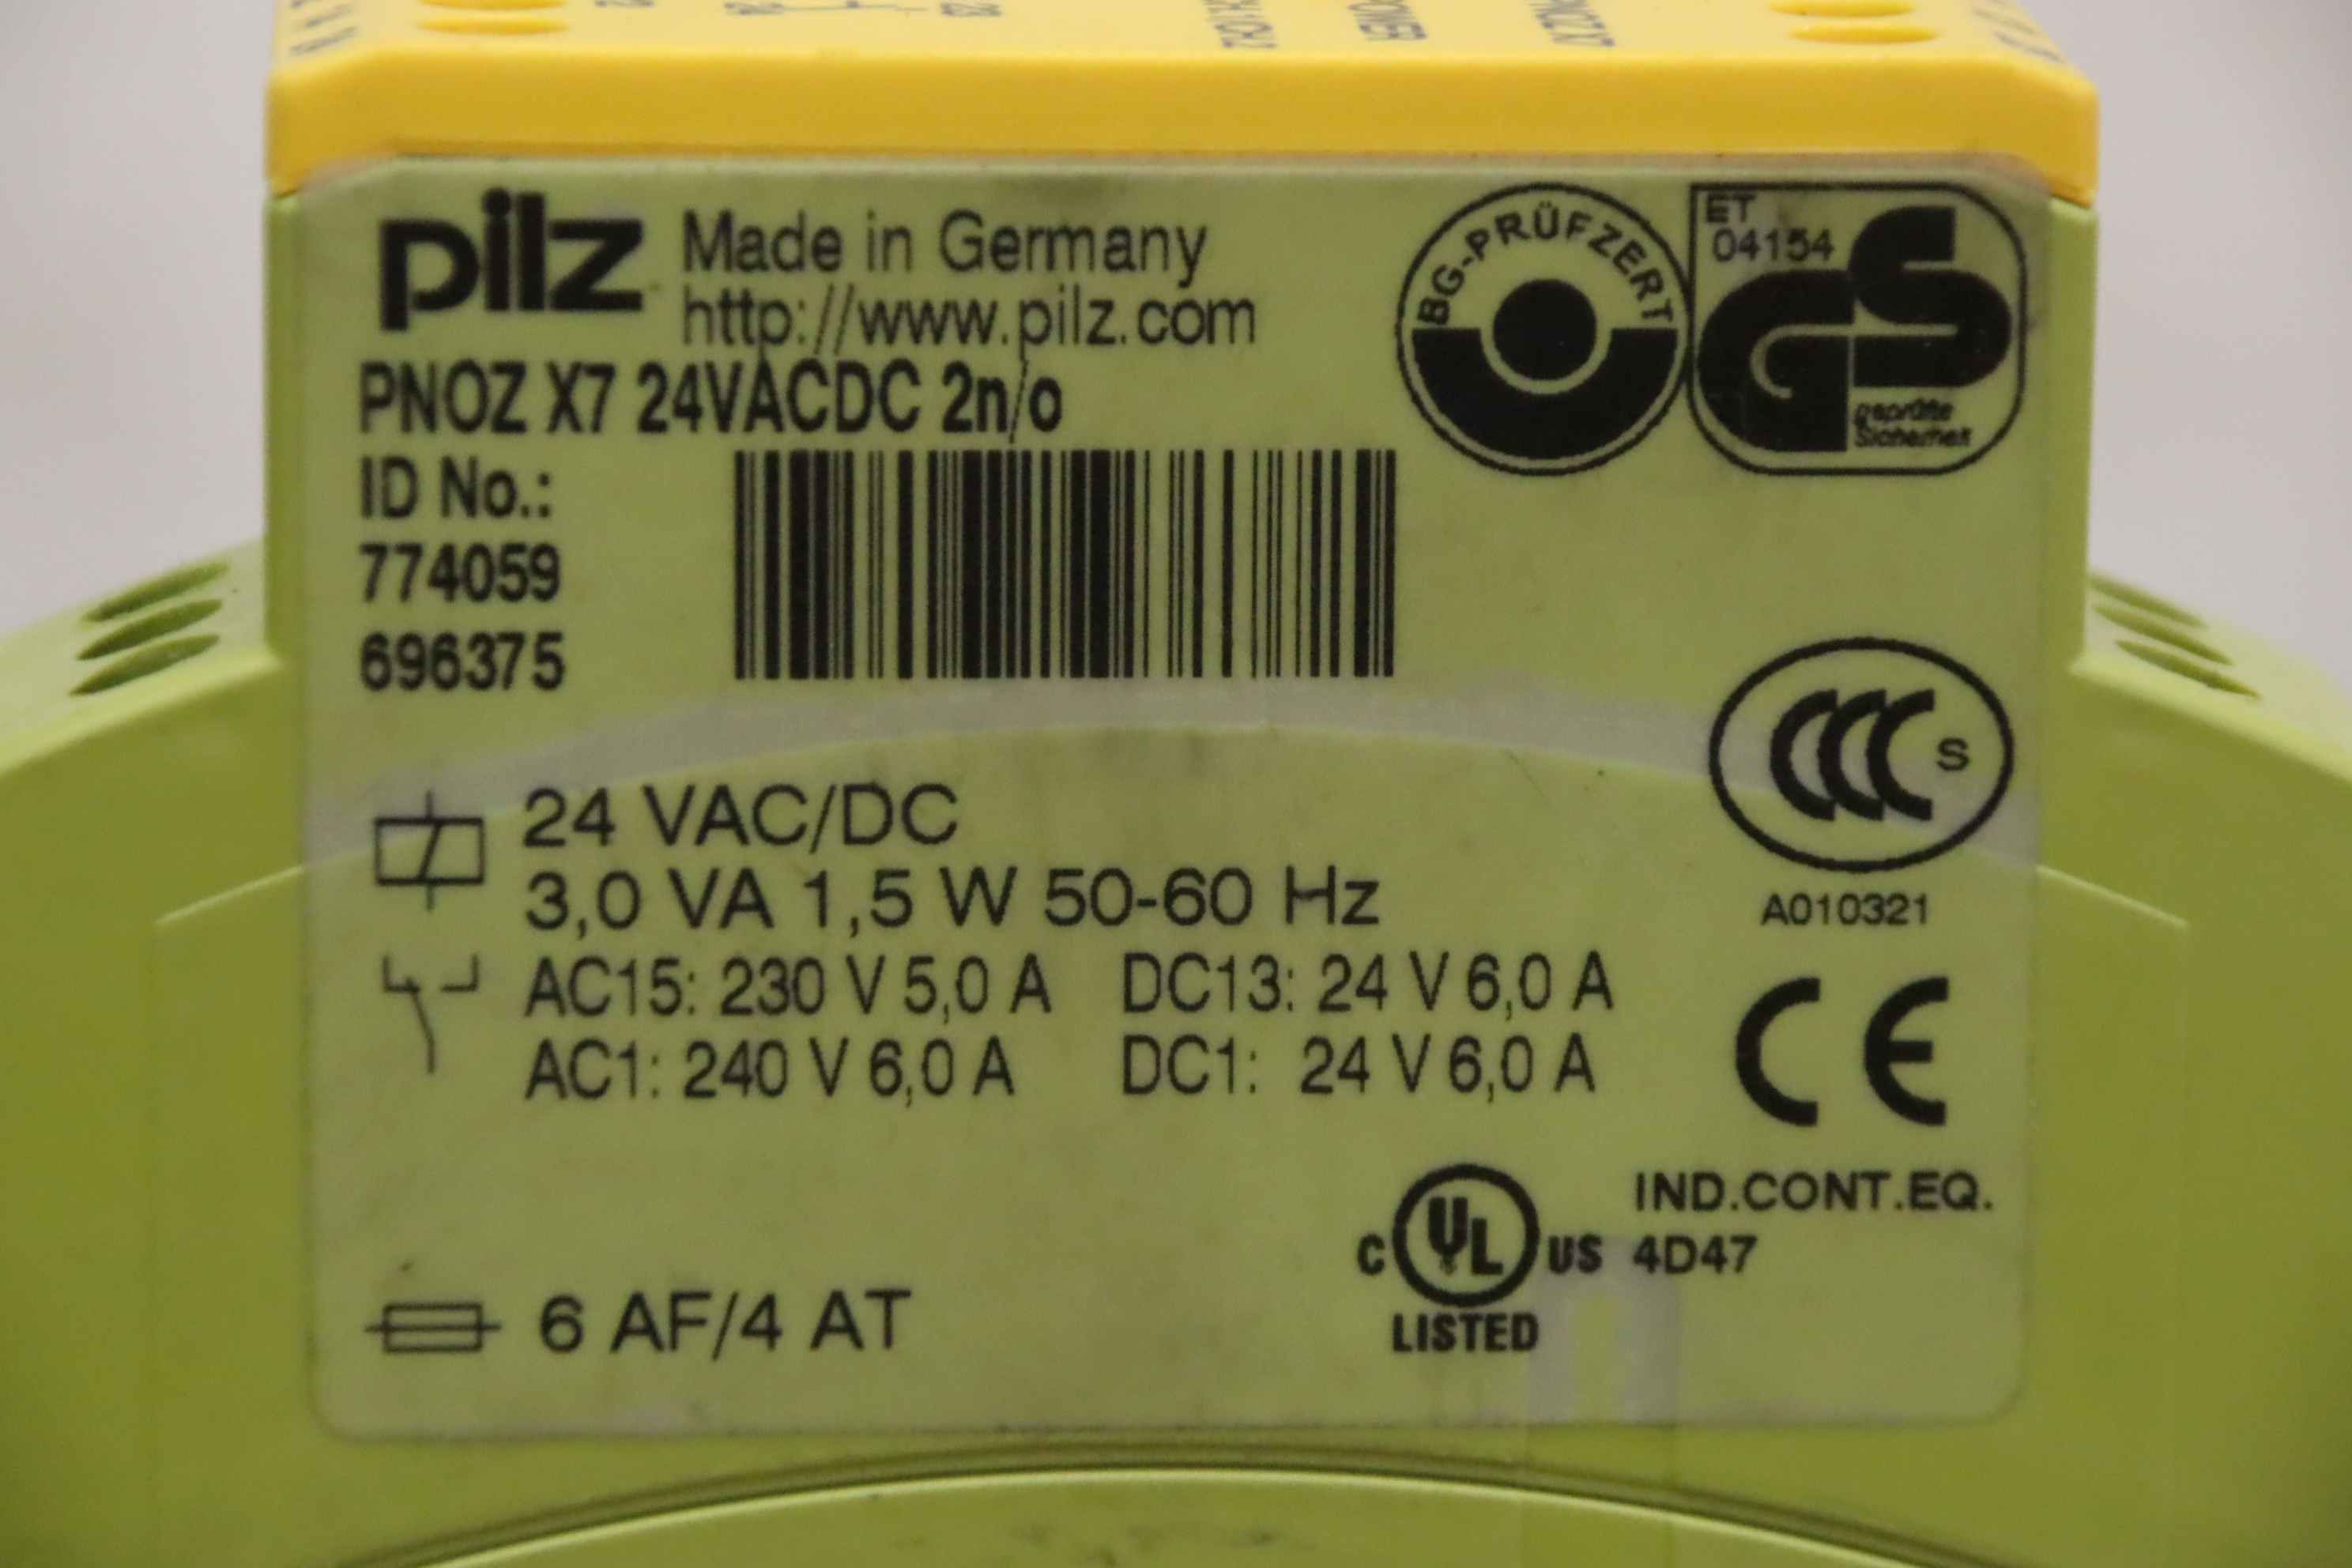 POWER
pilz Made in Germany
http://www.pilz.com
PNOZ X7 24VACDC 2n/o
ID No.:
774059
696375
BG-PRÜFZERT
ET
04154
GS
geprüfte
Sicherheit
CCC S
A010321
24 VAC/DC
3,0 VA 1,5 W 50-60 Hz
AC15: 230 V 5,0 A DC13: 24 V 6,0 A
AC1: 240 V 6,0 A DC1: 24 V 6,0 A
CE
C UL US IND.CONT.EQ.
4D47
LISTED
6 AF/4 AT